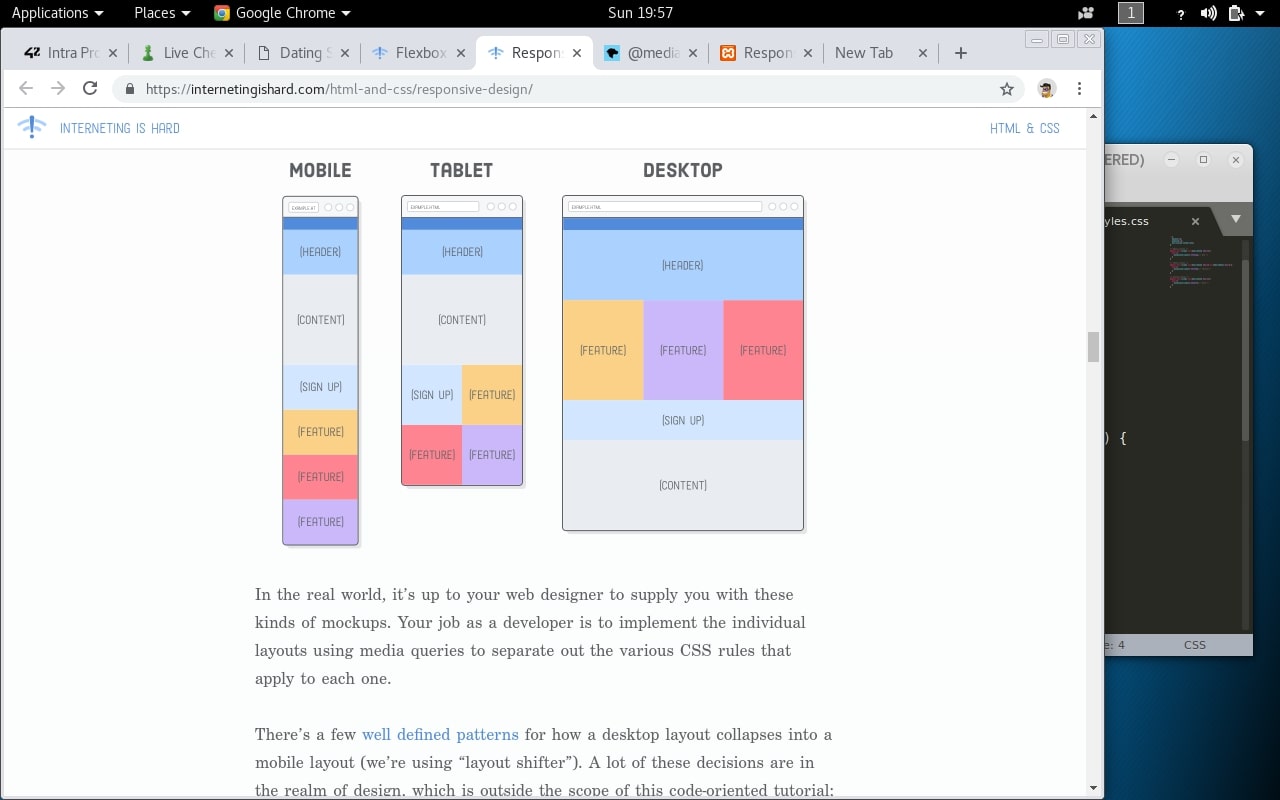 Applications Places Google Chrome Sun 19:57 1 ?
Intra Pro Live Che Dating S Flexbox Respons @media Respons New Tab
https://internetingishard.com/html-and-css/responsive-design/
INTERNETING IS HARD HTML & CSS
MOBILE TABLET DESKTOP
EXAMPLE.HT EXAMPLE.HTML EXAMPLE.HTML
(HEADER) (HEADER) (HEADER)
(CONTENT) (CONTENT)
(FEATURE) (FEATURE) (FEATURE)
(SIGN UP) (SIGN UP) (FEATURE) (SIGN UP)
(FEATURE) (FEATURE) (FEATURE)
(FEATURE) (CONTENT)
(FEATURE)
In the real world, it's up to your web designer to supply you with these
kinds of mockups. Your job as a developer is to implement the individual
layouts using media queries to separate out the various CSS rules that
apply to each one.
There's a few well defined patterns for how a desktop layout collapses into a
mobile layout (we're using “layout shifter”). A lot of these decisions are in
the realm of design, which is outside the scope of this code-oriented tutorial;
ERED)
yles.css
) {
e: 4 CSS